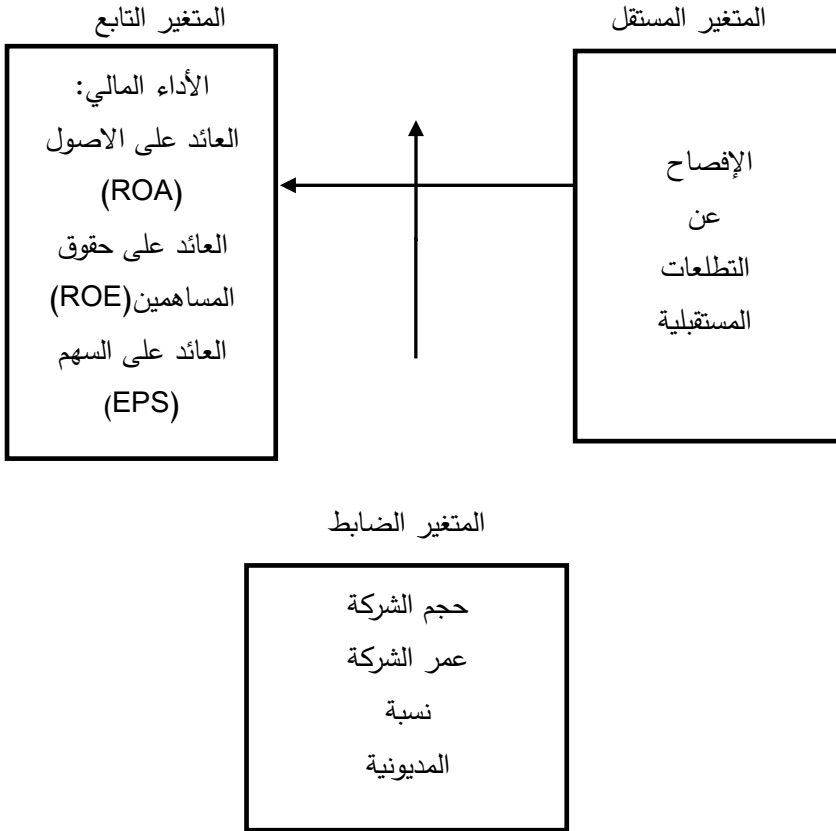 المتغير المستقل
المتغير التابع
الإفصاح
عن
التطلعات
المستقبلية
الأداء المالي:
العائد على الاصول
(ROA)
العائد على حقوق
المساهمين(ROE)
العائد على السهم
(EPS)
المتغير الضابط
حجم الشركة
عمر الشركة
نسبة
المديونية